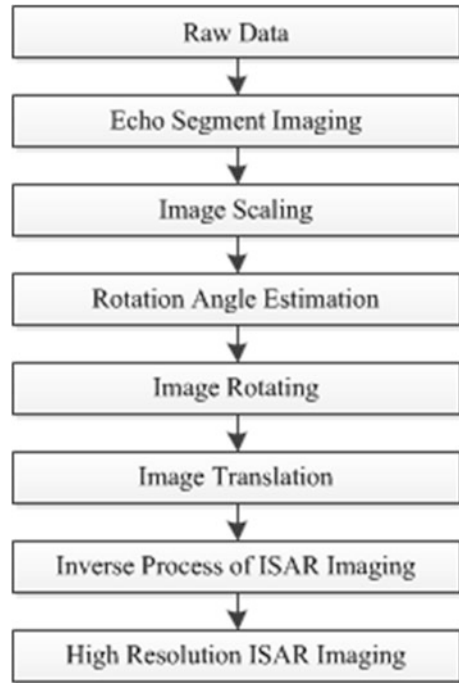 Raw Data
Echo Segment Imaging
Image Scaling
Rotation Angle Estimation
Image Rotating
Image Translation
Inverse Process of ISAR Imaging
High Resolution ISAR Imaging